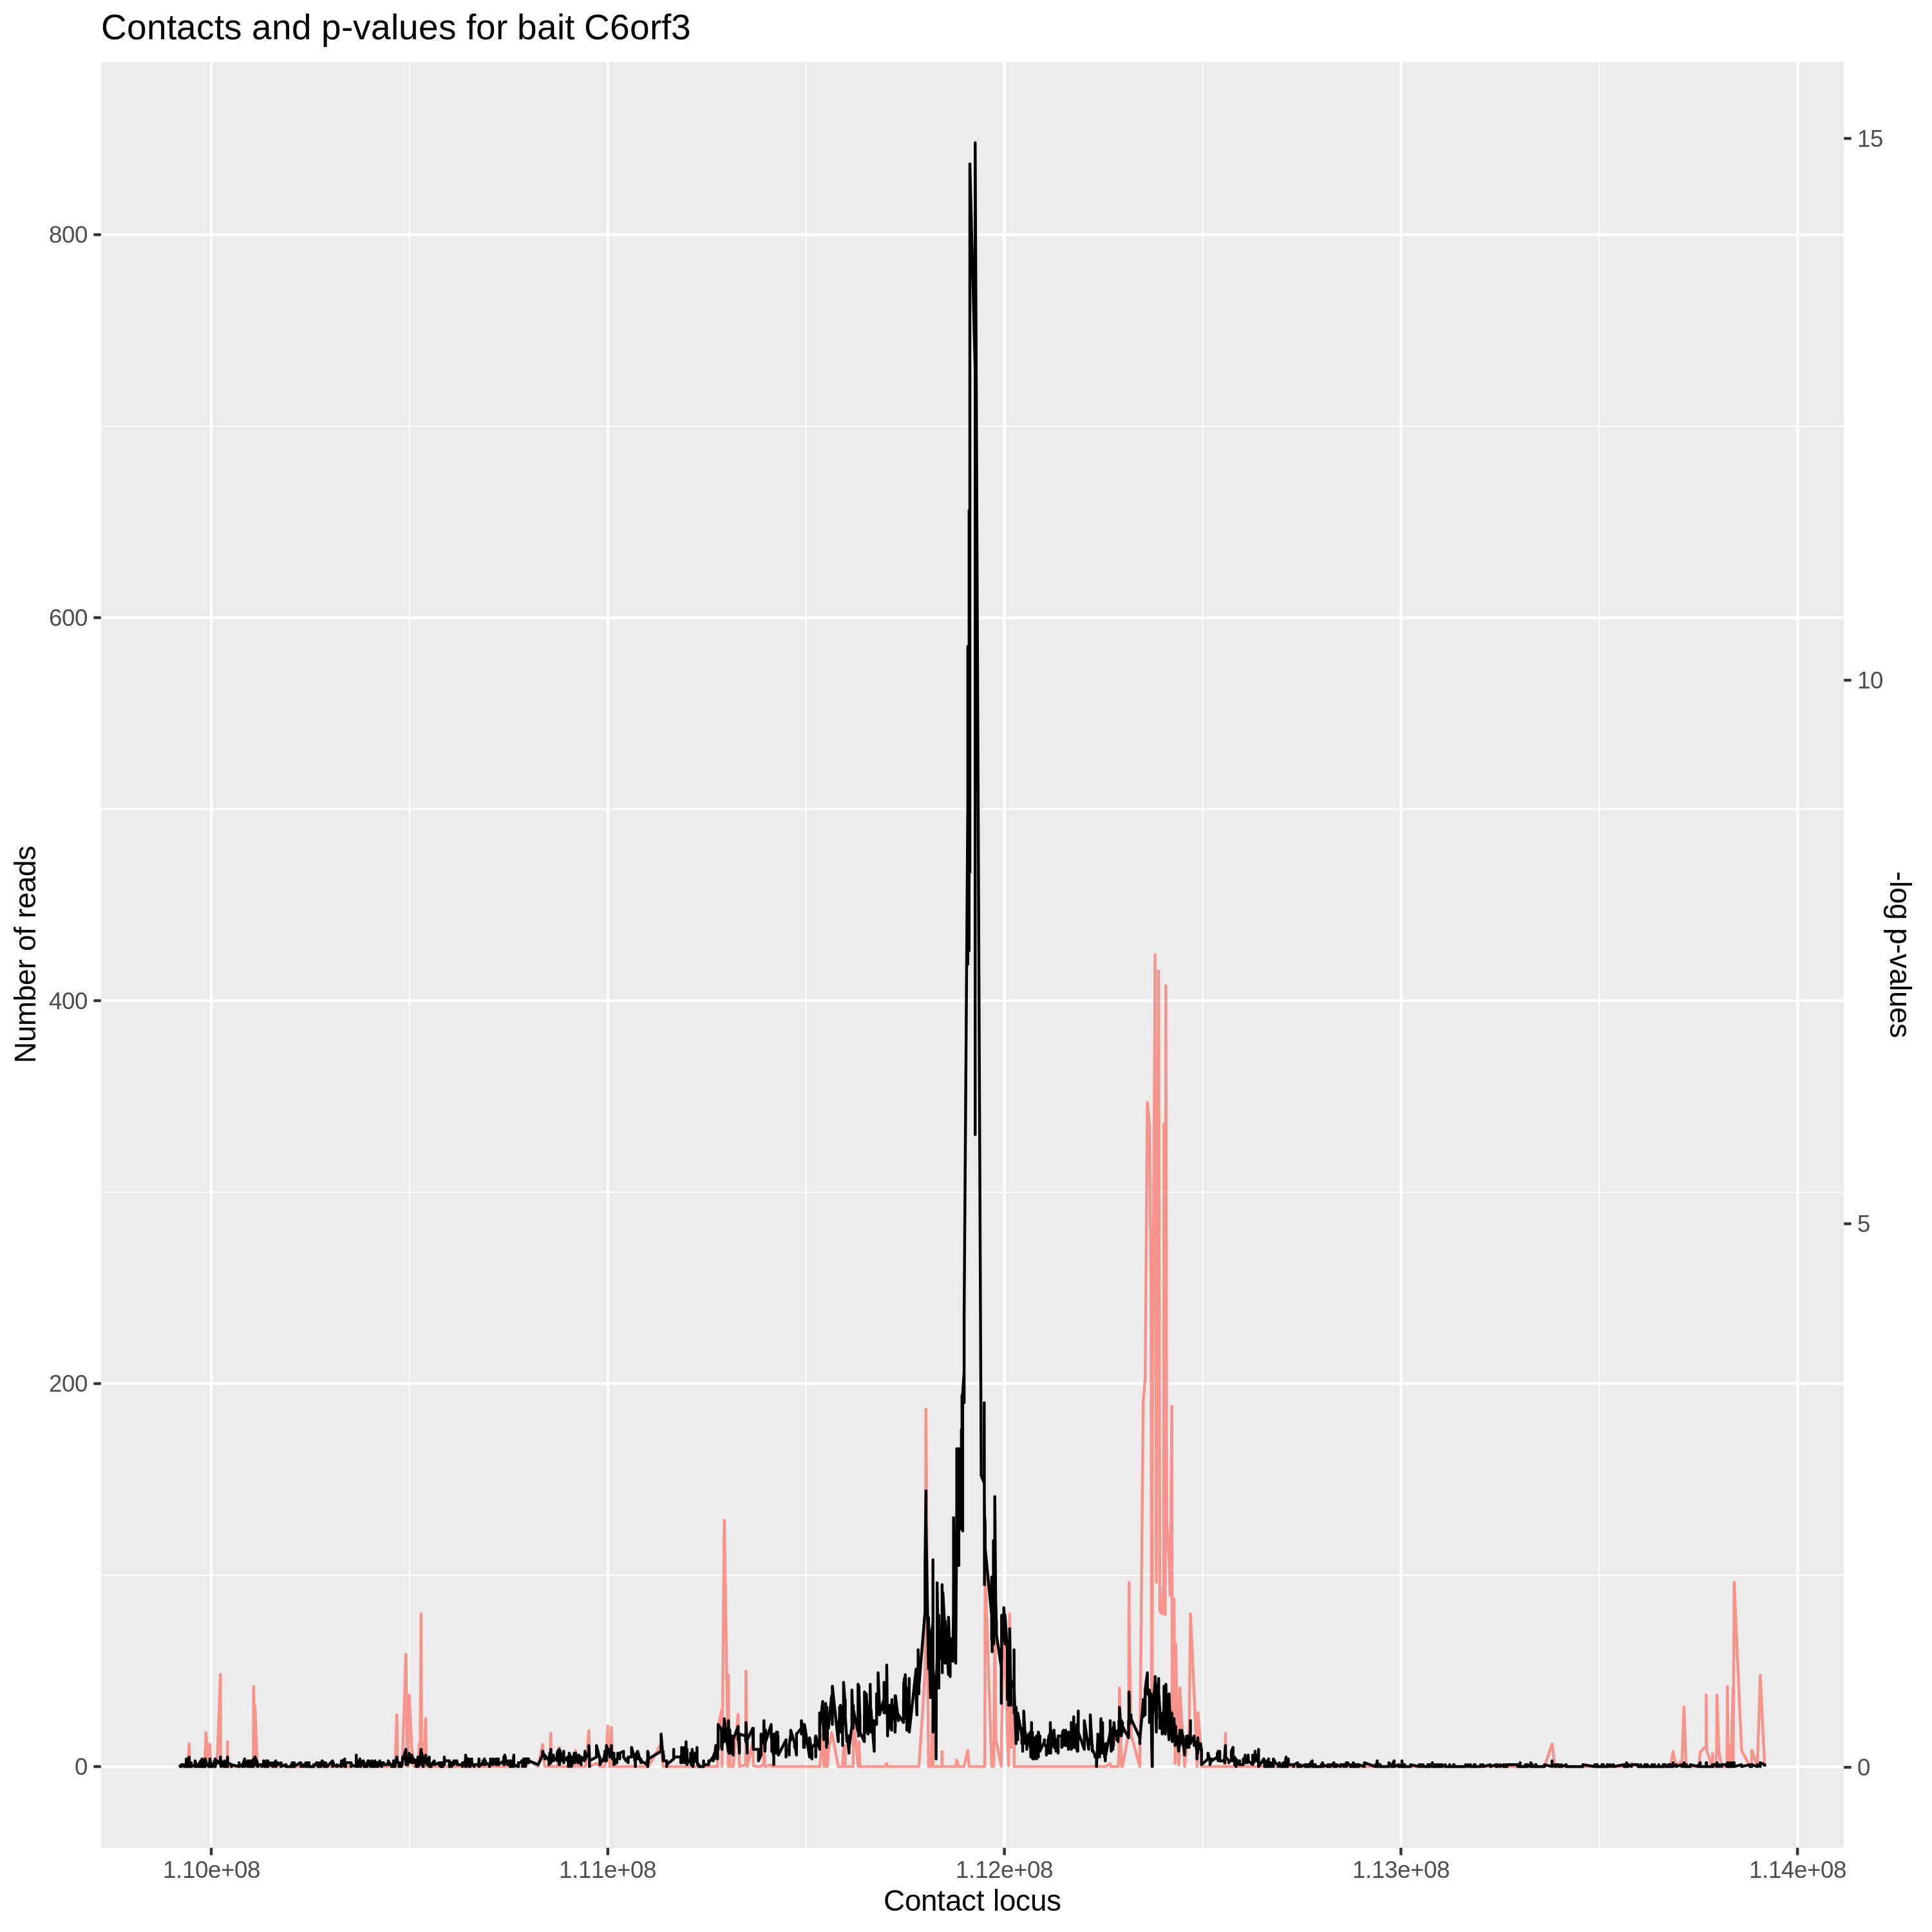 Contacts and p-values for bait C6orf3
Number of reads
800
600
400
200
0
15
10
5
0
-log p-values
1.10e+08 1.11e+08 1.12e+08 1.13e+08 1.14e+08
Contact locus